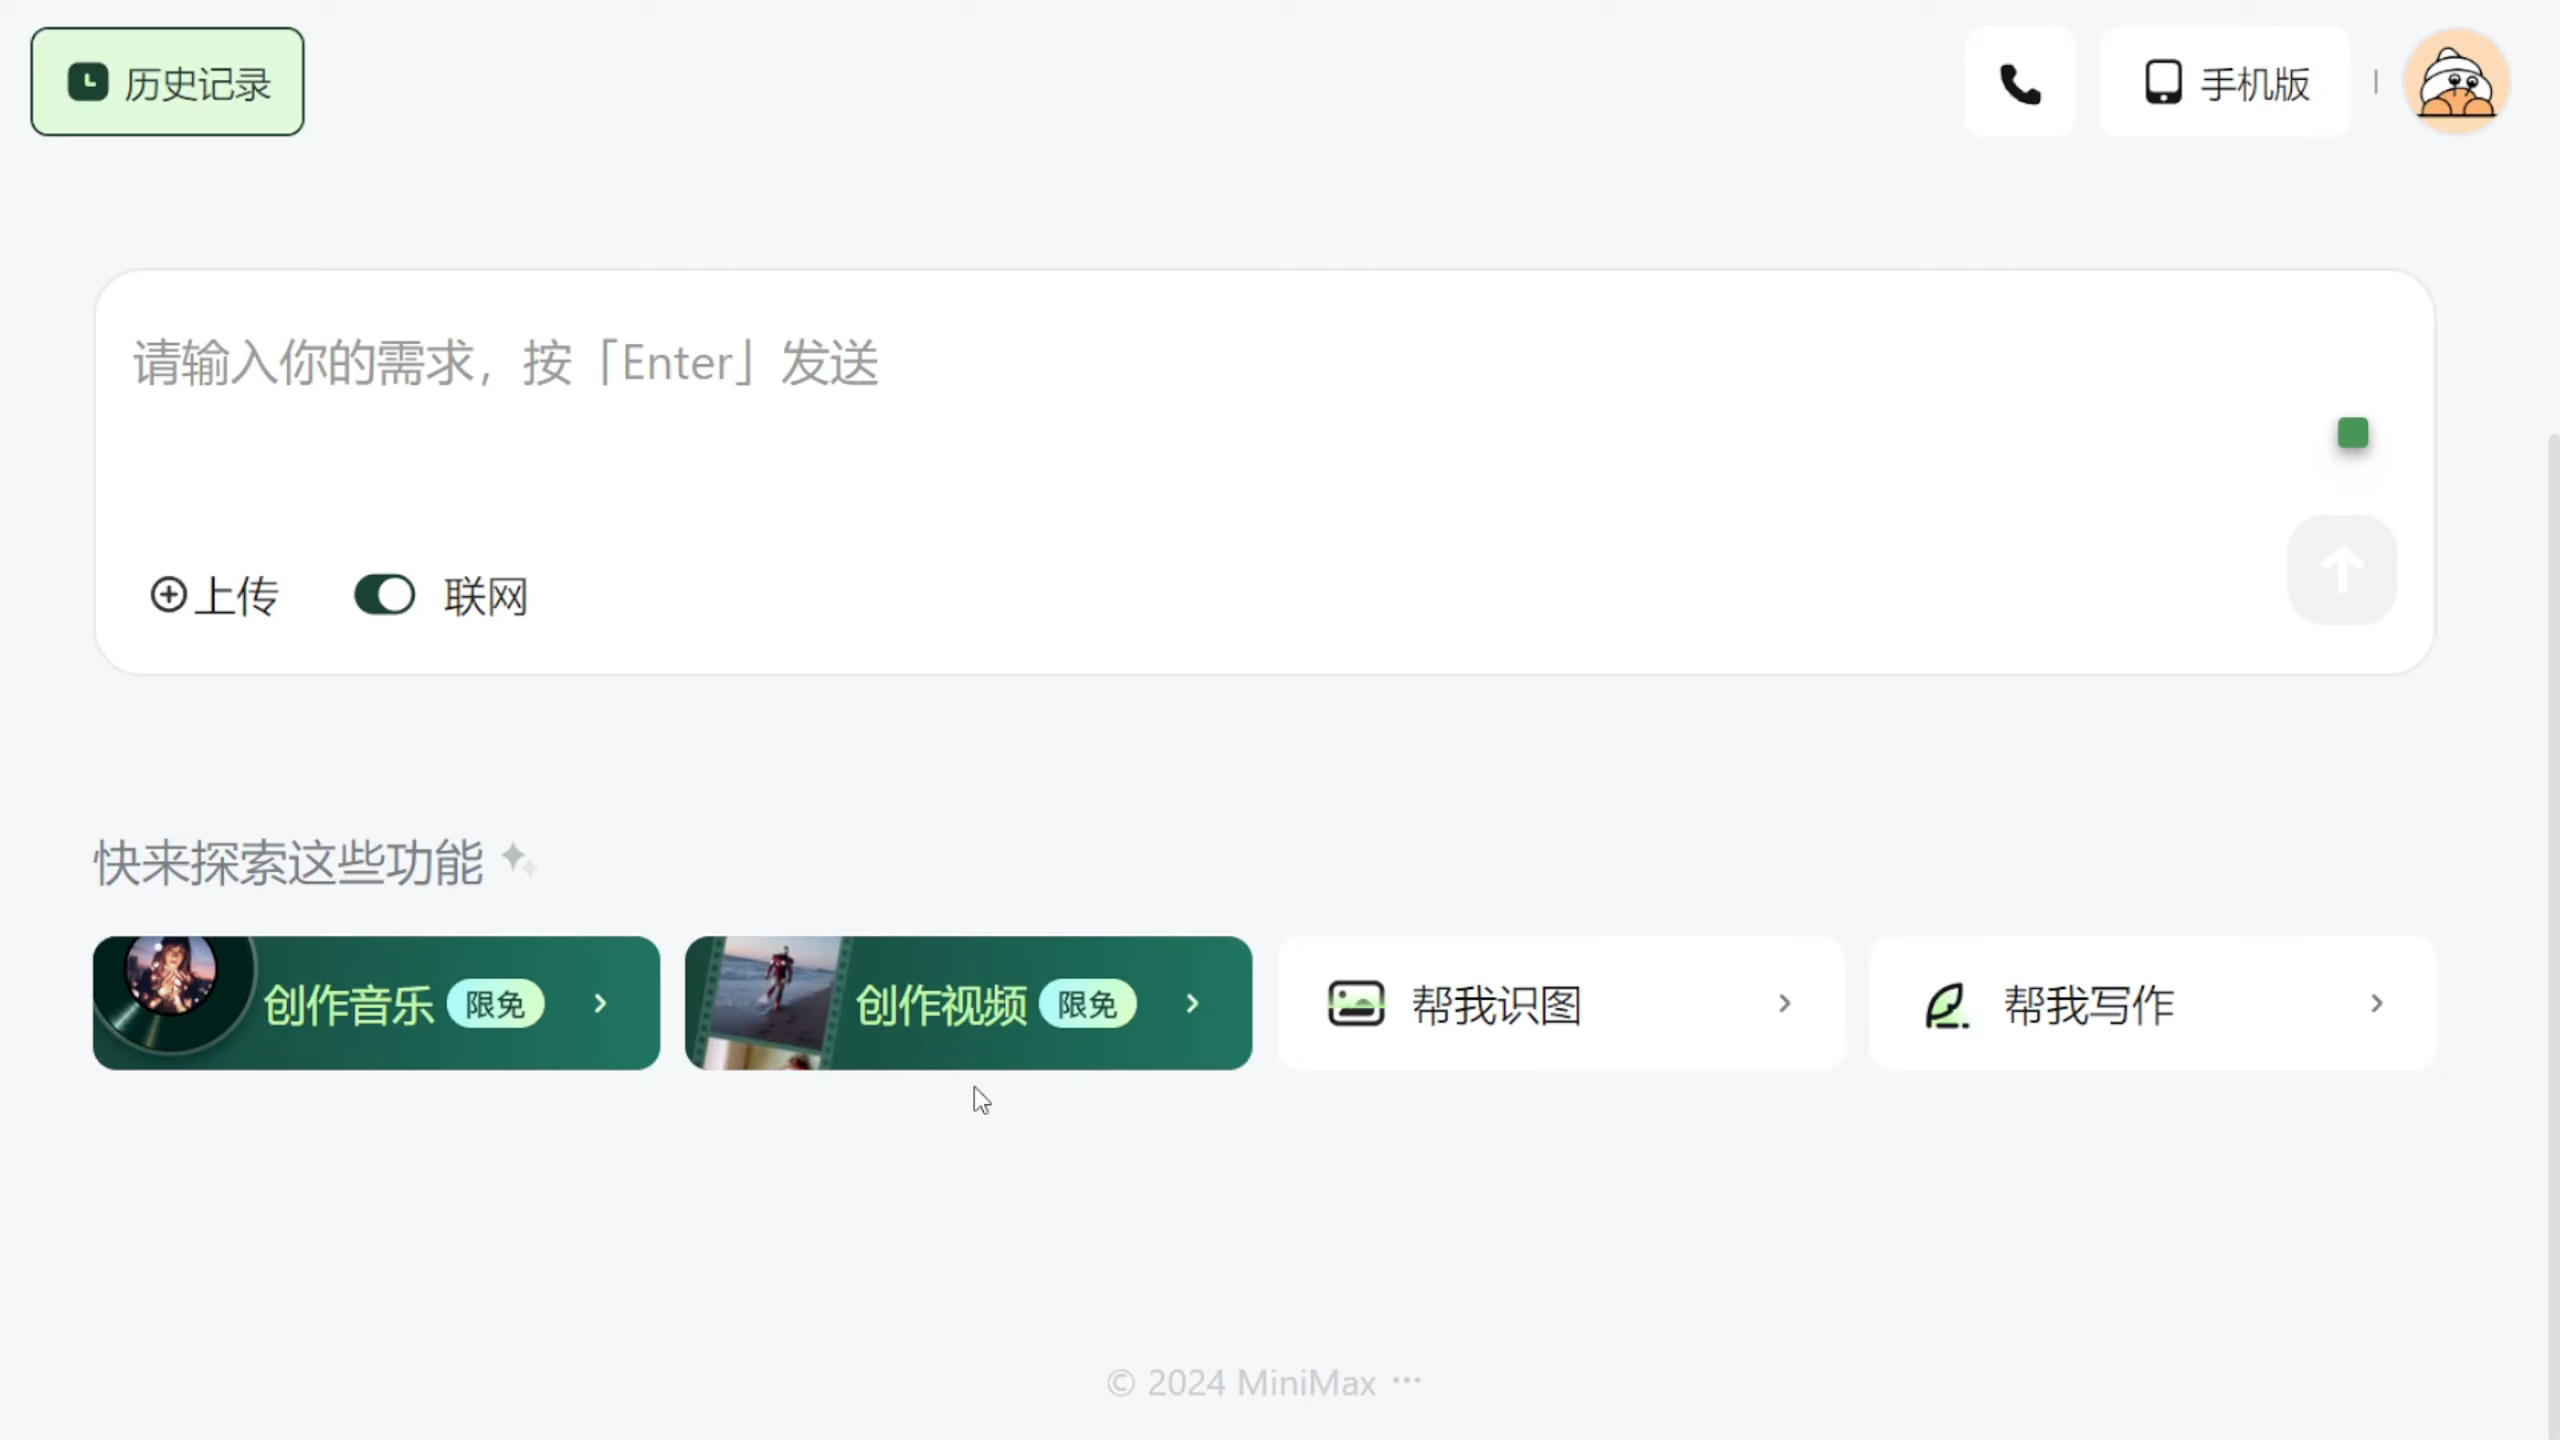 历史记录
手机版
请输入你的需求，按「Enter」发送
上传
联网
快来探索这些功能
创作音乐 限免
创作视频 限免
帮我识图
帮我写作
© 2024 MiniMax ···